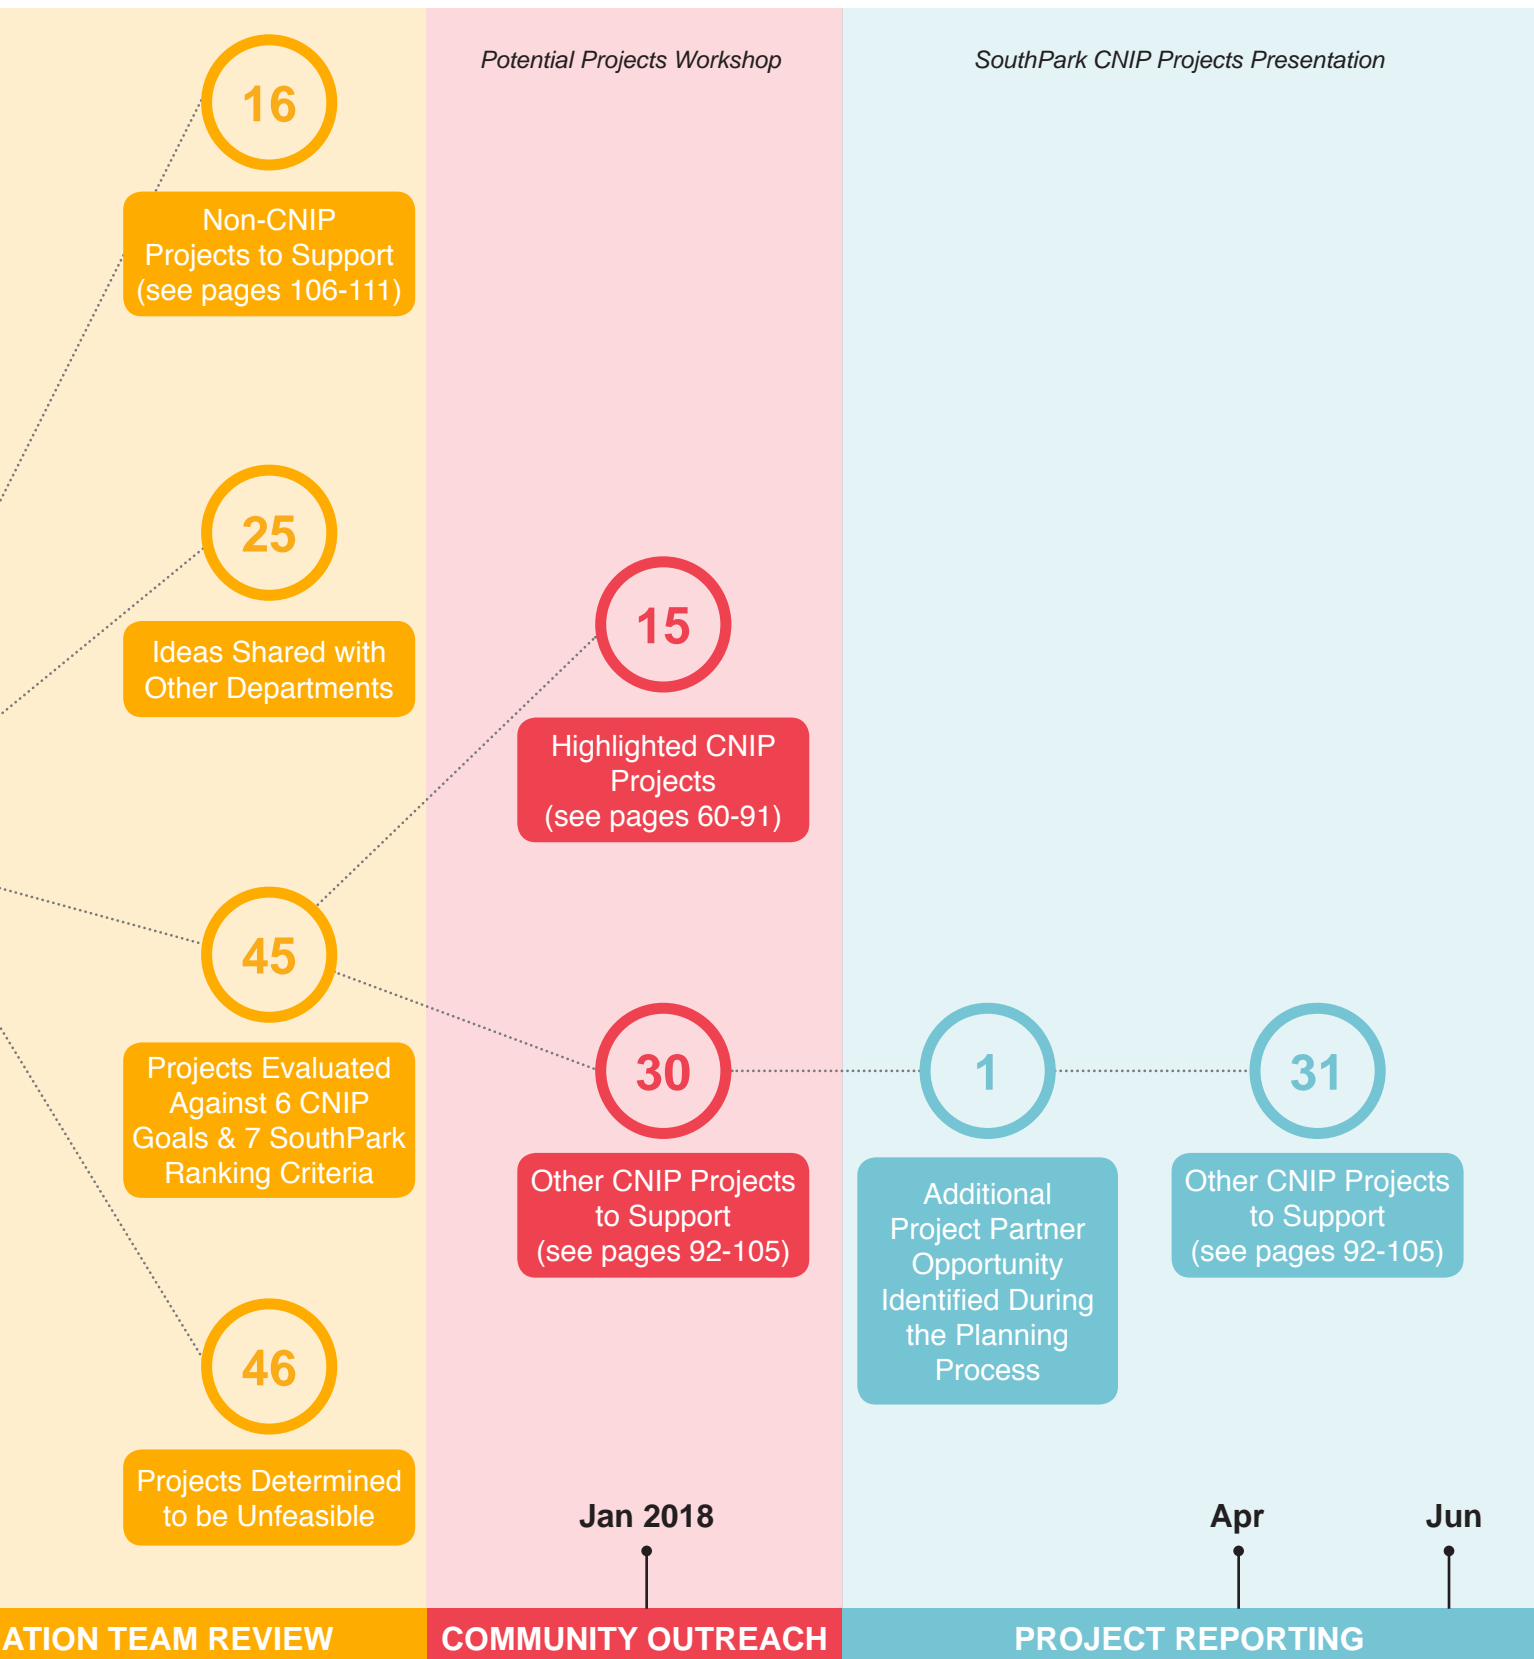 Potential Projects Workshop
SouthPark CNIP Projects Presentation
16
Non-CNIP
Projects to Support
(see pages 106-111)
25
Ideas Shared with
Other Departments
15
Highlighted CNIP
Projects
(see pages 60-91)
45
Projects Evaluated
Against 6 CNIP
Goals & 7 SouthPark
Ranking Criteria
30
Other CNIP Projects
to Support
(see pages 92-105)
1
Additional
Project Partner
Opportunity
Identified During
the Planning
Process
31
Other CNIP Projects
to Support
(see pages 92-105)
46
Projects Determined
to be Unfeasible
Jan 2018
Apr
Jun
ATION TEAM REVIEW
COMMUNITY OUTREACH
PROJECT REPORTING